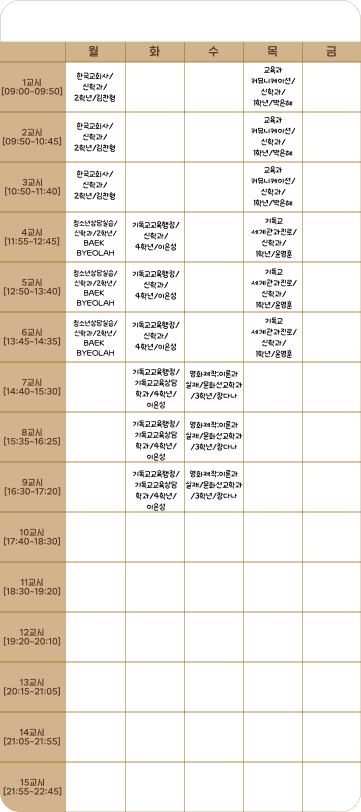 월 화 수 목 금
1교시
[09:00~09:50]
한국교회사/
신학과/
2학년/김찬형
교육과
커뮤니케이션/
신학과/
1학년/박은혜
2교시
[09:50~10:45]
한국교회사/
신학과/
2학년/김찬형
교육과
커뮤니케이션/
신학과/
1학년/박은혜
3교시
[10:50~11:40]
한국교회사/
신학과/
2학년/김찬형
교육과
커뮤니케이션/
신학과/
1학년/박은혜
4교시
[11:55~12:45]
청소년상담실습/
신학과/2학년/
BAEK
BYEOLAH
기독교교육행정/
신학과/
4학년/이은성
기독교
세계관과진로/
신학과/
1학년/윤영훈
5교시
[12:50~13:40]
청소년상담실습/
신학과/2학년/
BAEK
BYEOLAH
기독교교육행정/
신학과/
4학년/이은성
기독교
세계관과진로/
신학과/
1학년/윤영훈
6교시
[13:45~14:35]
청소년상담실습/
신학과/2학년/
BAEK
BYEOLAH
기독교교육행정/
신학과/
4학년/이은성
기독교
세계관과진로/
신학과/
1학년/윤영훈
7교시
[14:40~15:30]
기독교교육행정/
기독교교육상담
학과/4학년/
이은성
영화제작:이론과
실제/문화선교학과
/3학년/장다나
8교시
[15:35~16:25]
기독교교육행정/
기독교교육상담
학과/4학년/
이은성
영화제작:이론과
실제/문화선교학과
/3학년/장다나
9교시
[16:30~17:20]
기독교교육행정/
기독교교육상담
학과/4학년/
이은성
영화제작:이론과
실제/문화선교학과
/3학년/장다나
10교시
[17:40~18:30]
11교시
[18:30~19:20]
12교시
[19:20~20:10]
13교시
[20:15~21:05]
14교시
[21:05~21:55]
15교시
[21:55~22:45]